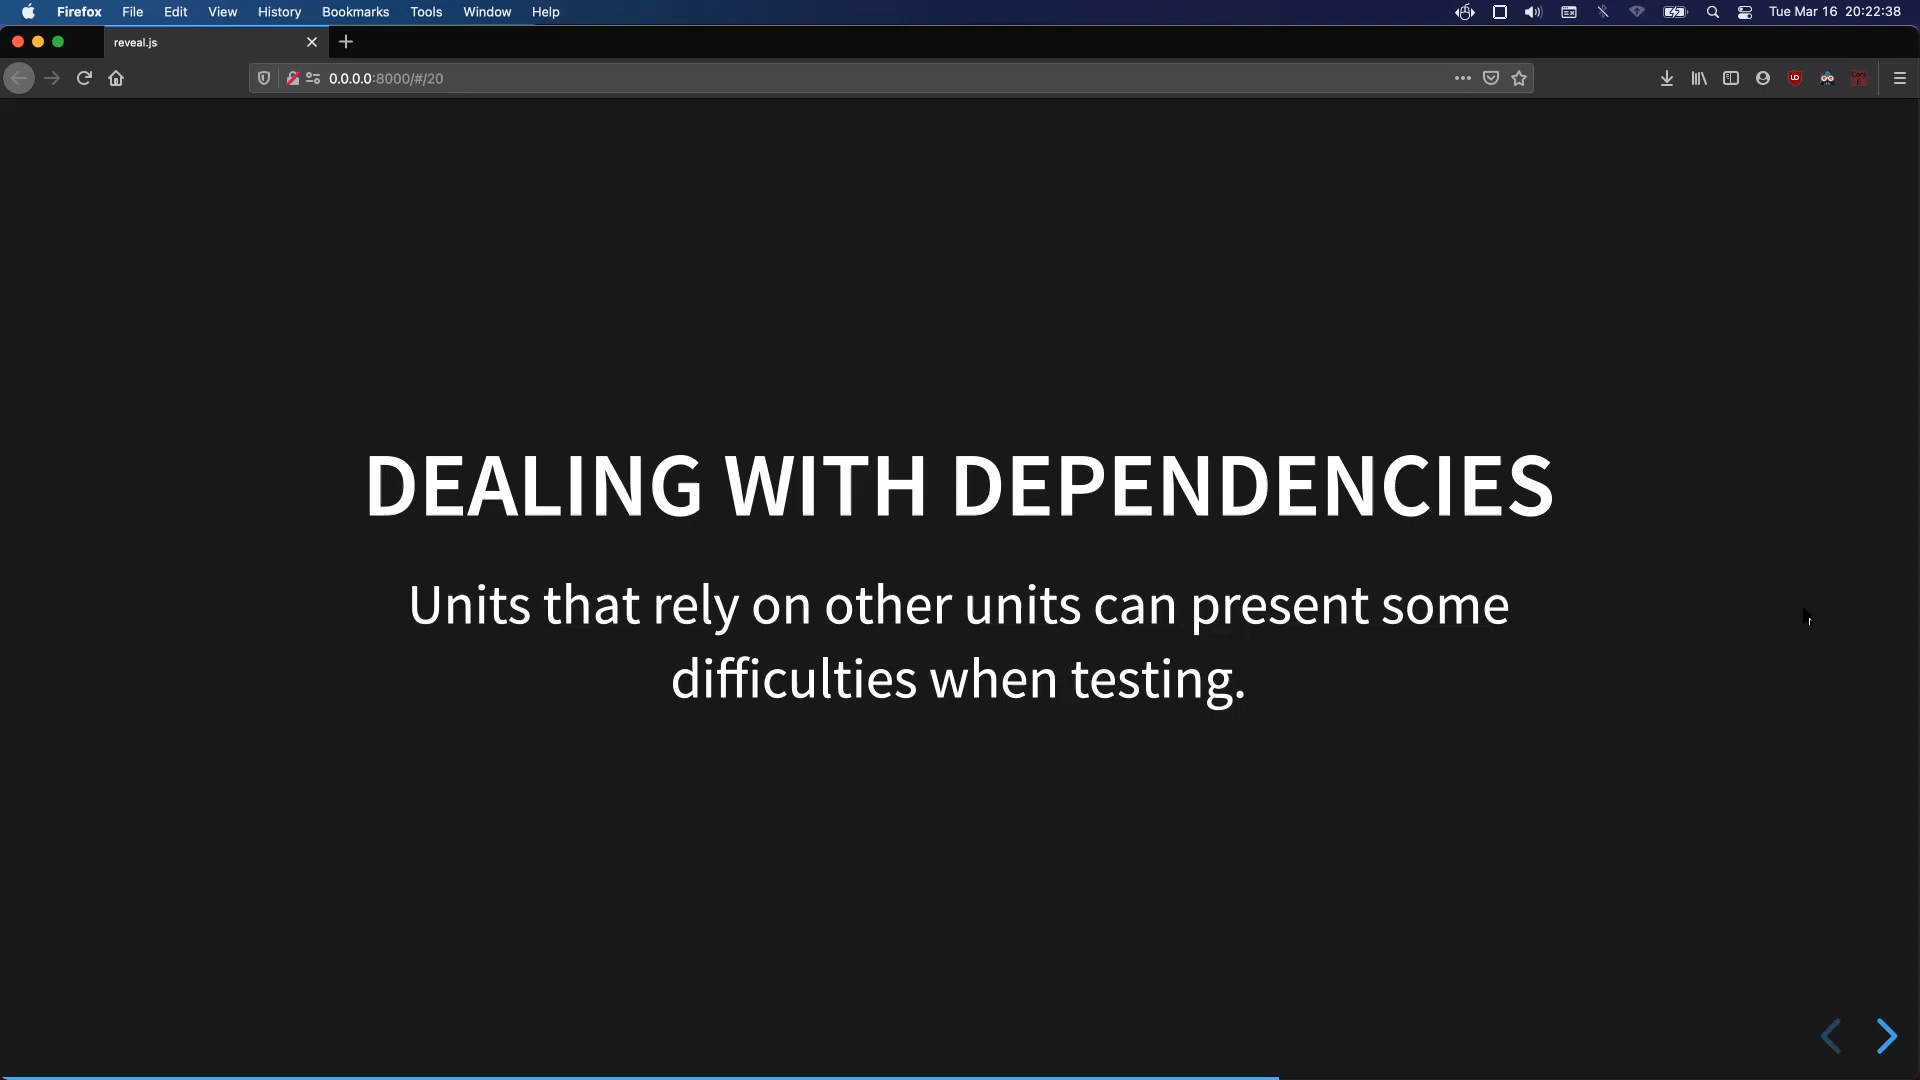 Firefox File Edit View History Bookmarks Tools Window Help Tue Mar 16 20:22:38
reveal.js
0.0.0.0:8000/#/20
DEALING WITH DEPENDENCIES
Units that rely on other units can present some
difficulties when testing.